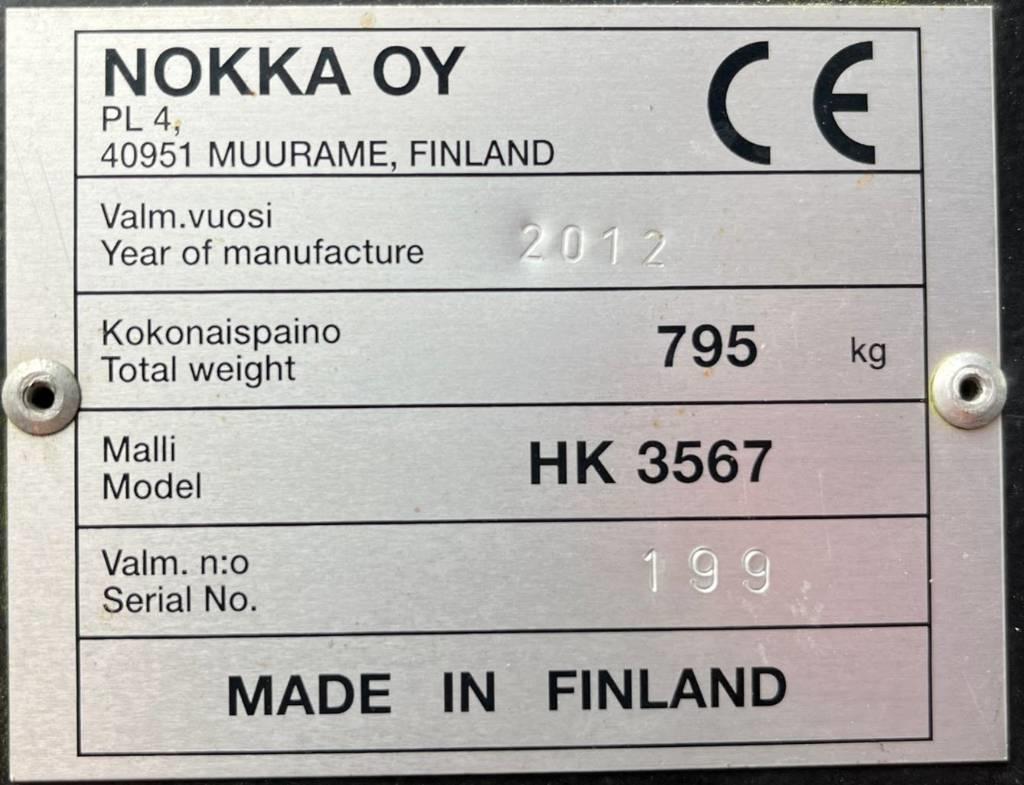 NOKKA OY
PL 4,
40951 MUURAME, FINLAND
CE
Valm.vuosi
Year of manufacture 2012
Kokonaispaino
Total weight 795 kg
Malli
Model HK 3567
Valm. n:o
Serial No. 199
MADE IN FINLAND